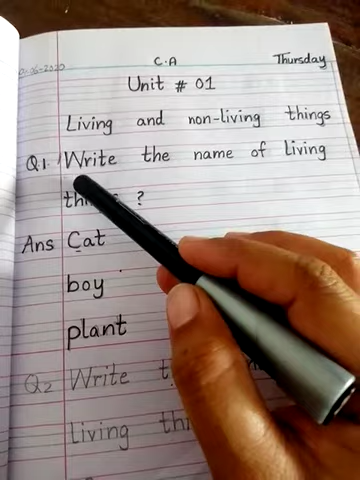 C.A Thursday
Unit # 01
Living and non-living things
Q1 Write the name of living
?
Ans Cat
boy
plant
Q2 Write
living